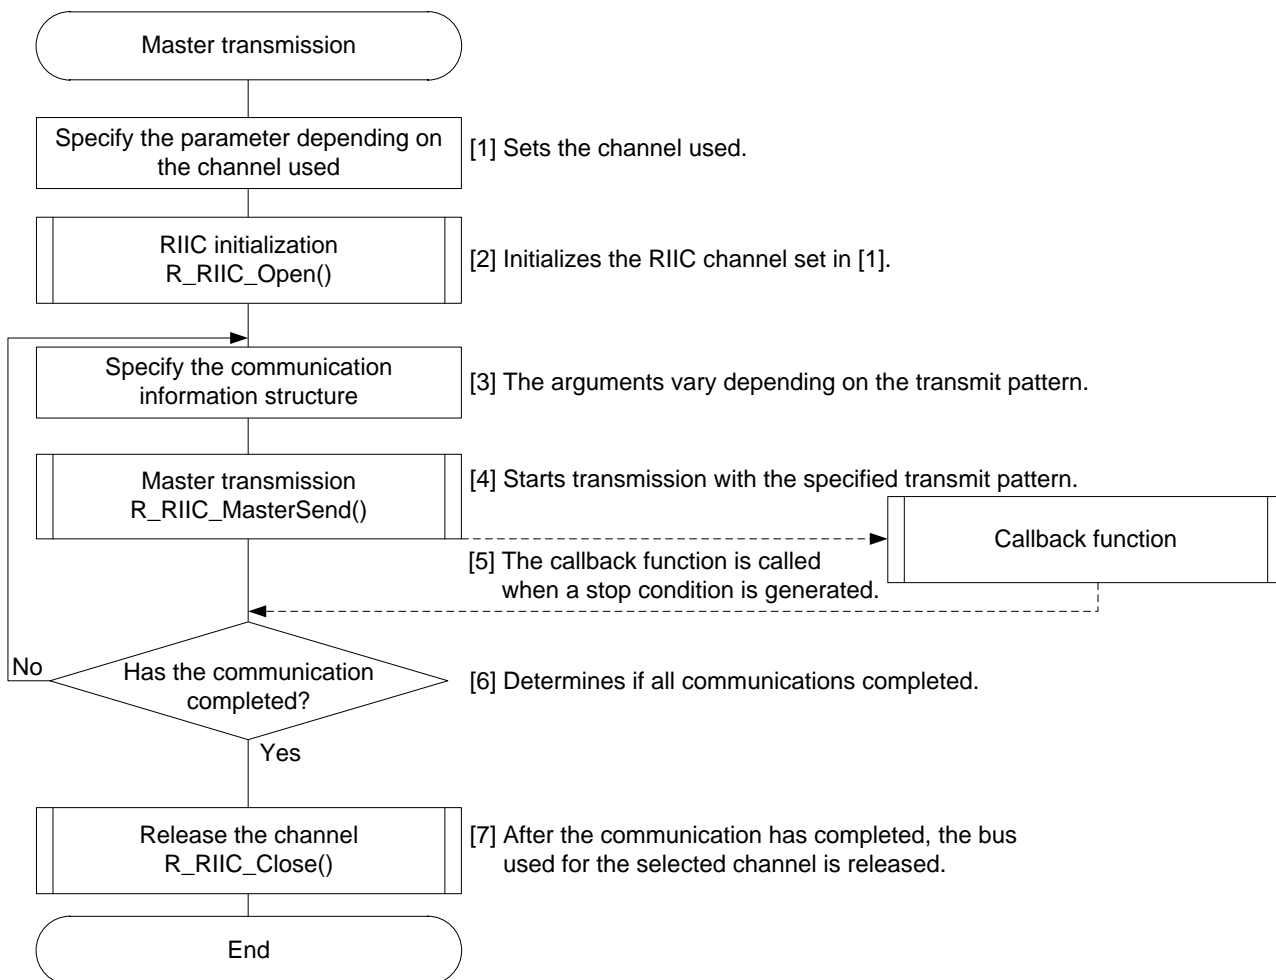 Master transmission
Specify the parameter depending on
the channel used
[1] Sets the channel used.
RIIC initialization
R_RIIC_Open()
[2] Initializes the RIIC channel set in [1].
Specify the communication
information structure
[3] The arguments vary depending on the transmit pattern.
Master transmission
R_RIIC_MasterSend()
[4] Starts transmission with the specified transmit pattern.
Callback function
[5] The callback function is called
when a stop condition is generated.
No
Has the communication
completed?
[6] Determines if all communications completed.
Yes
Release the channel
R_RIIC_Close()
[7] After the communication has completed, the bus
used for the selected channel is released.
End